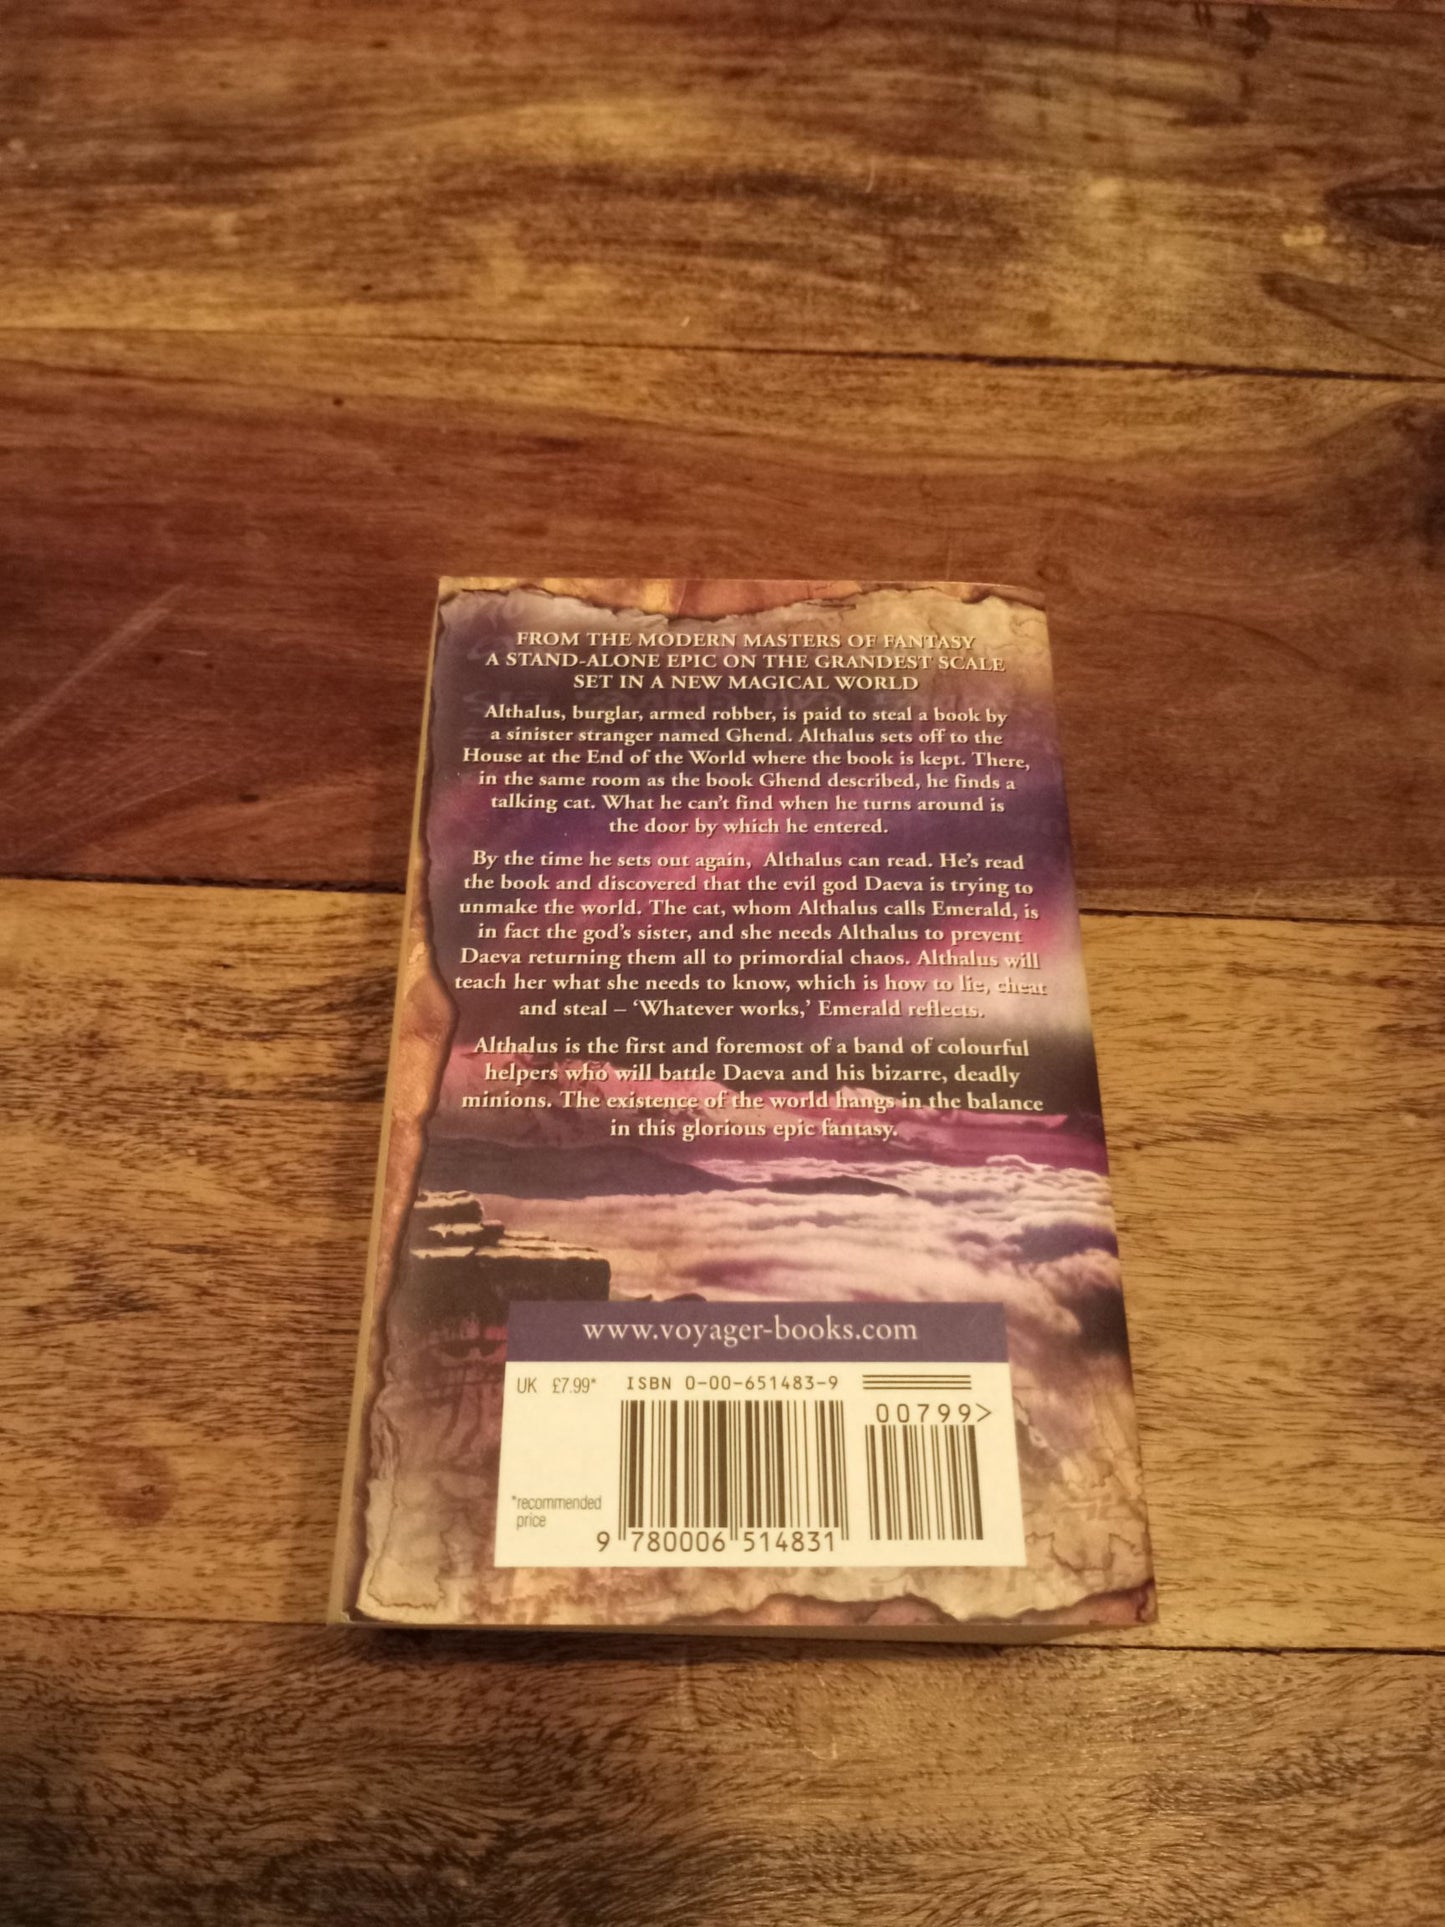 FROM THE MODERN MASTERS OF FANTASY
A STAND-ALONE EPIC ON THE GRANDEST SCALE
SET IN A NEW MAGICAL WORLD
Althalus, burglar, armed robber, is paid to steal a book by
a sinister stranger named Ghend. Althalus sets off to the
House at the End of the World where the book is kept. There,
in the same room as the book Ghend described, he finds a
talking cat. What he can't find when he turns around is
the door by which he entered.
By the time he sets out again, Althalus can read. He's read
the book and discovered that the evil god Daeva is trying to
unmake the world. The cat, whom Althalus calls Emerald, is
in fact the god's sister, and she needs Althalus to prevent
Daeva returning them all to primordial chaos. Althalus will
teach her what she needs to know, which is how to lie, cheat
and steal – 'Whatever works,' Emerald reflects.
Althalus is the first and foremost of a band of colourful
helpers who will battle Daeva and his bizarre, deadly
minions. The existence of the world hangs in the balance
in this glorious epic fantasy.
www.voyager-books.com
UK £7.99* ISBN 0-00-651483-9
00799>
*recommended
price
9 780006 514831